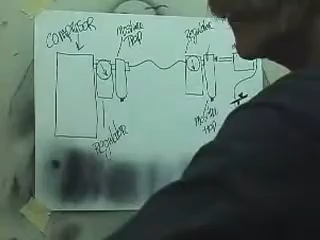 COMPRESSOR
moisture
trap
Regulator
Regulator
moisture
trap